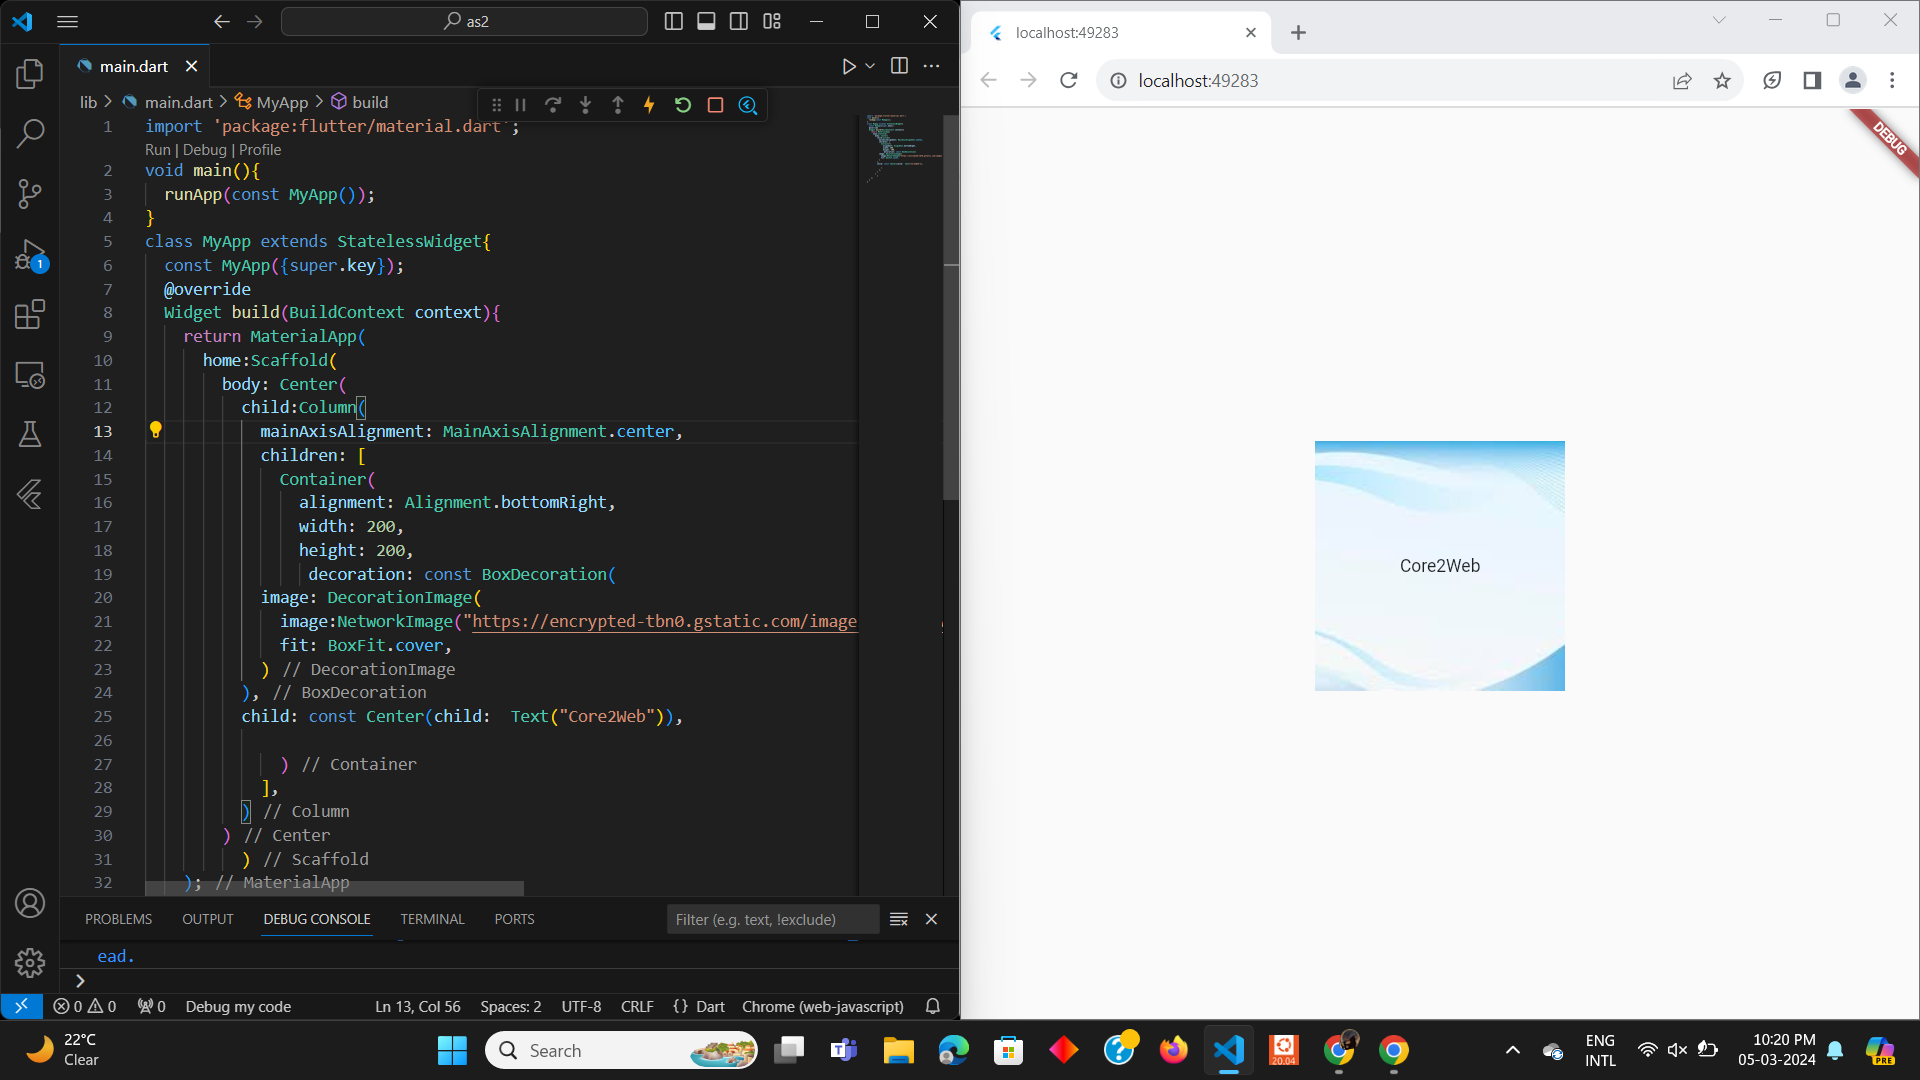 as2
main.dart
lib > main.dart > MyApp > build
1 import 'package:flutter/material.dart';
Run | Debug | Profile
2 void main(){
3 runApp(const MyApp());
4 }
5 class MyApp extends StatelessWidget{
6 const MyApp({super.key});
7 @override
8 Widget build(BuildContext context){
9 return MaterialApp(
10 home:Scaffold(
11 body: Center(
12 child:Column(
13 mainAxisAlignment: MainAxisAlignment.center,
14 children: [
15 Container(
16 alignment: Alignment.bottomRight,
17 width: 200,
18 height: 200,
19 decoration: const BoxDecoration(
20 image: DecorationImage(
21 image:NetworkImage("https://encrypted-tbn0.gstatic.com/image
22 fit: BoxFit.cover,
23 ) // DecorationImage
24 ), // BoxDecoration
25 child: const Center(child:  Text("Core2Web")),
26
27 ) // Container
28 ],
29 ) // Column
30 ) // Center
31 ) // Scaffold
32 ); // MaterialApp
PROBLEMS OUTPUT DEBUG CONSOLE TERMINAL PORTS Filter (e.g. text, !exclude)
ead.
>
0 0 0 Debug my code Ln 13, Col 56 Spaces: 2 UTF-8 CRLF {} Dart Chrome (web-javascript)
1
localhost:49283
localhost:49283
DEBUG
Core2Web
22°C
Clear
Search
20.04
ENG
INTL
10:20 PM
05-03-2024
PRE